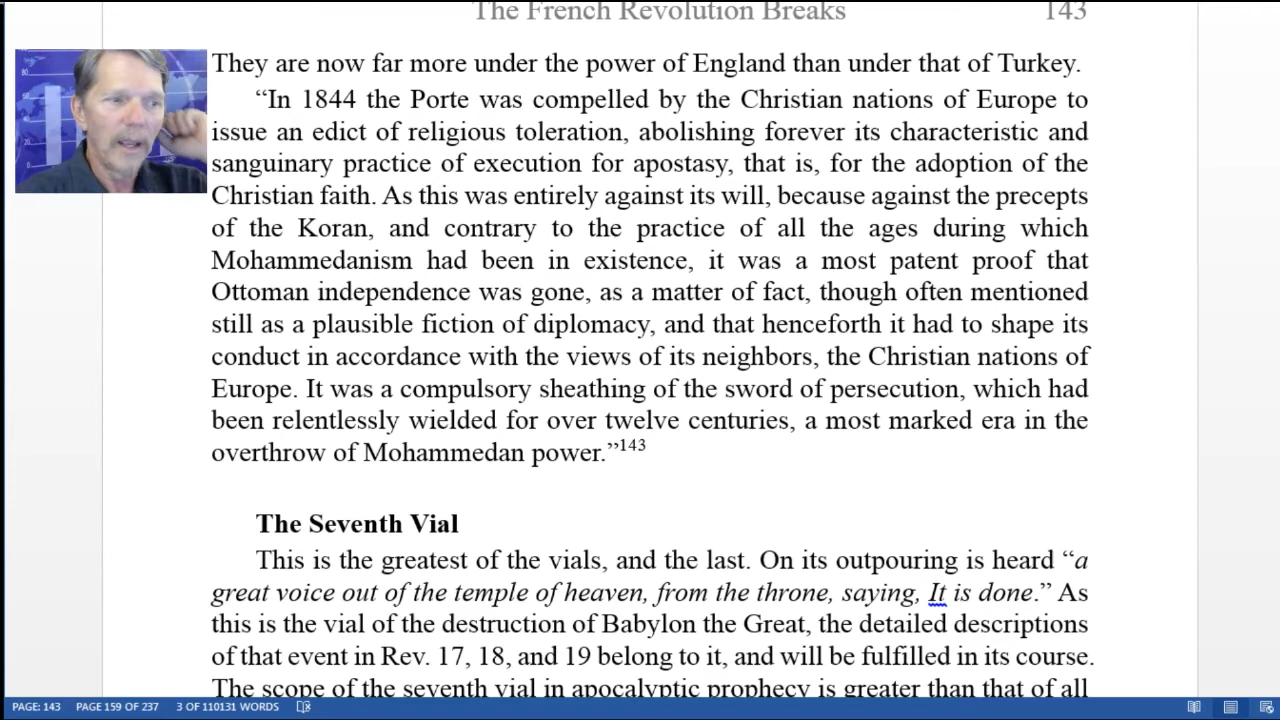 The French Revolution Breaks 143
They are now far more under the power of England than under that of Turkey.
“In 1844 the Porte was compelled by the Christian nations of Europe to
issue an edict of religious toleration, abolishing forever its characteristic and
sanguinary practice of execution for apostasy, that is, for the adoption of the
Christian faith. As this was entirely against its will, because against the precepts
of the Koran, and contrary to the practice of all the ages during which
Mohammedanism had been in existence, it was a most patent proof that
Ottoman independence was gone, as a matter of fact, though often mentioned
still as a plausible fiction of diplomacy, and that henceforth it had to shape its
conduct in accordance with the views of its neighbors, the Christian nations of
Europe. It was a compulsory sheathing of the sword of persecution, which had
been relentlessly wielded for over twelve centuries, a most marked era in the
overthrow of Mohammedan power.”143
The Seventh Vial
This is the greatest of the vials, and the last. On its outpouring is heard “a
great voice out of the temple of heaven, from the throne, saying, It is done.” As
this is the vial of the destruction of Babylon the Great, the detailed descriptions
of that event in Rev. 17, 18, and 19 belong to it, and will be fulfilled in its course.
The scope of the seventh vial in apocalyptic prophecy is greater than that of all
PAGE: 143 PAGE 159 OF 237 3 OF 110131 WORDS